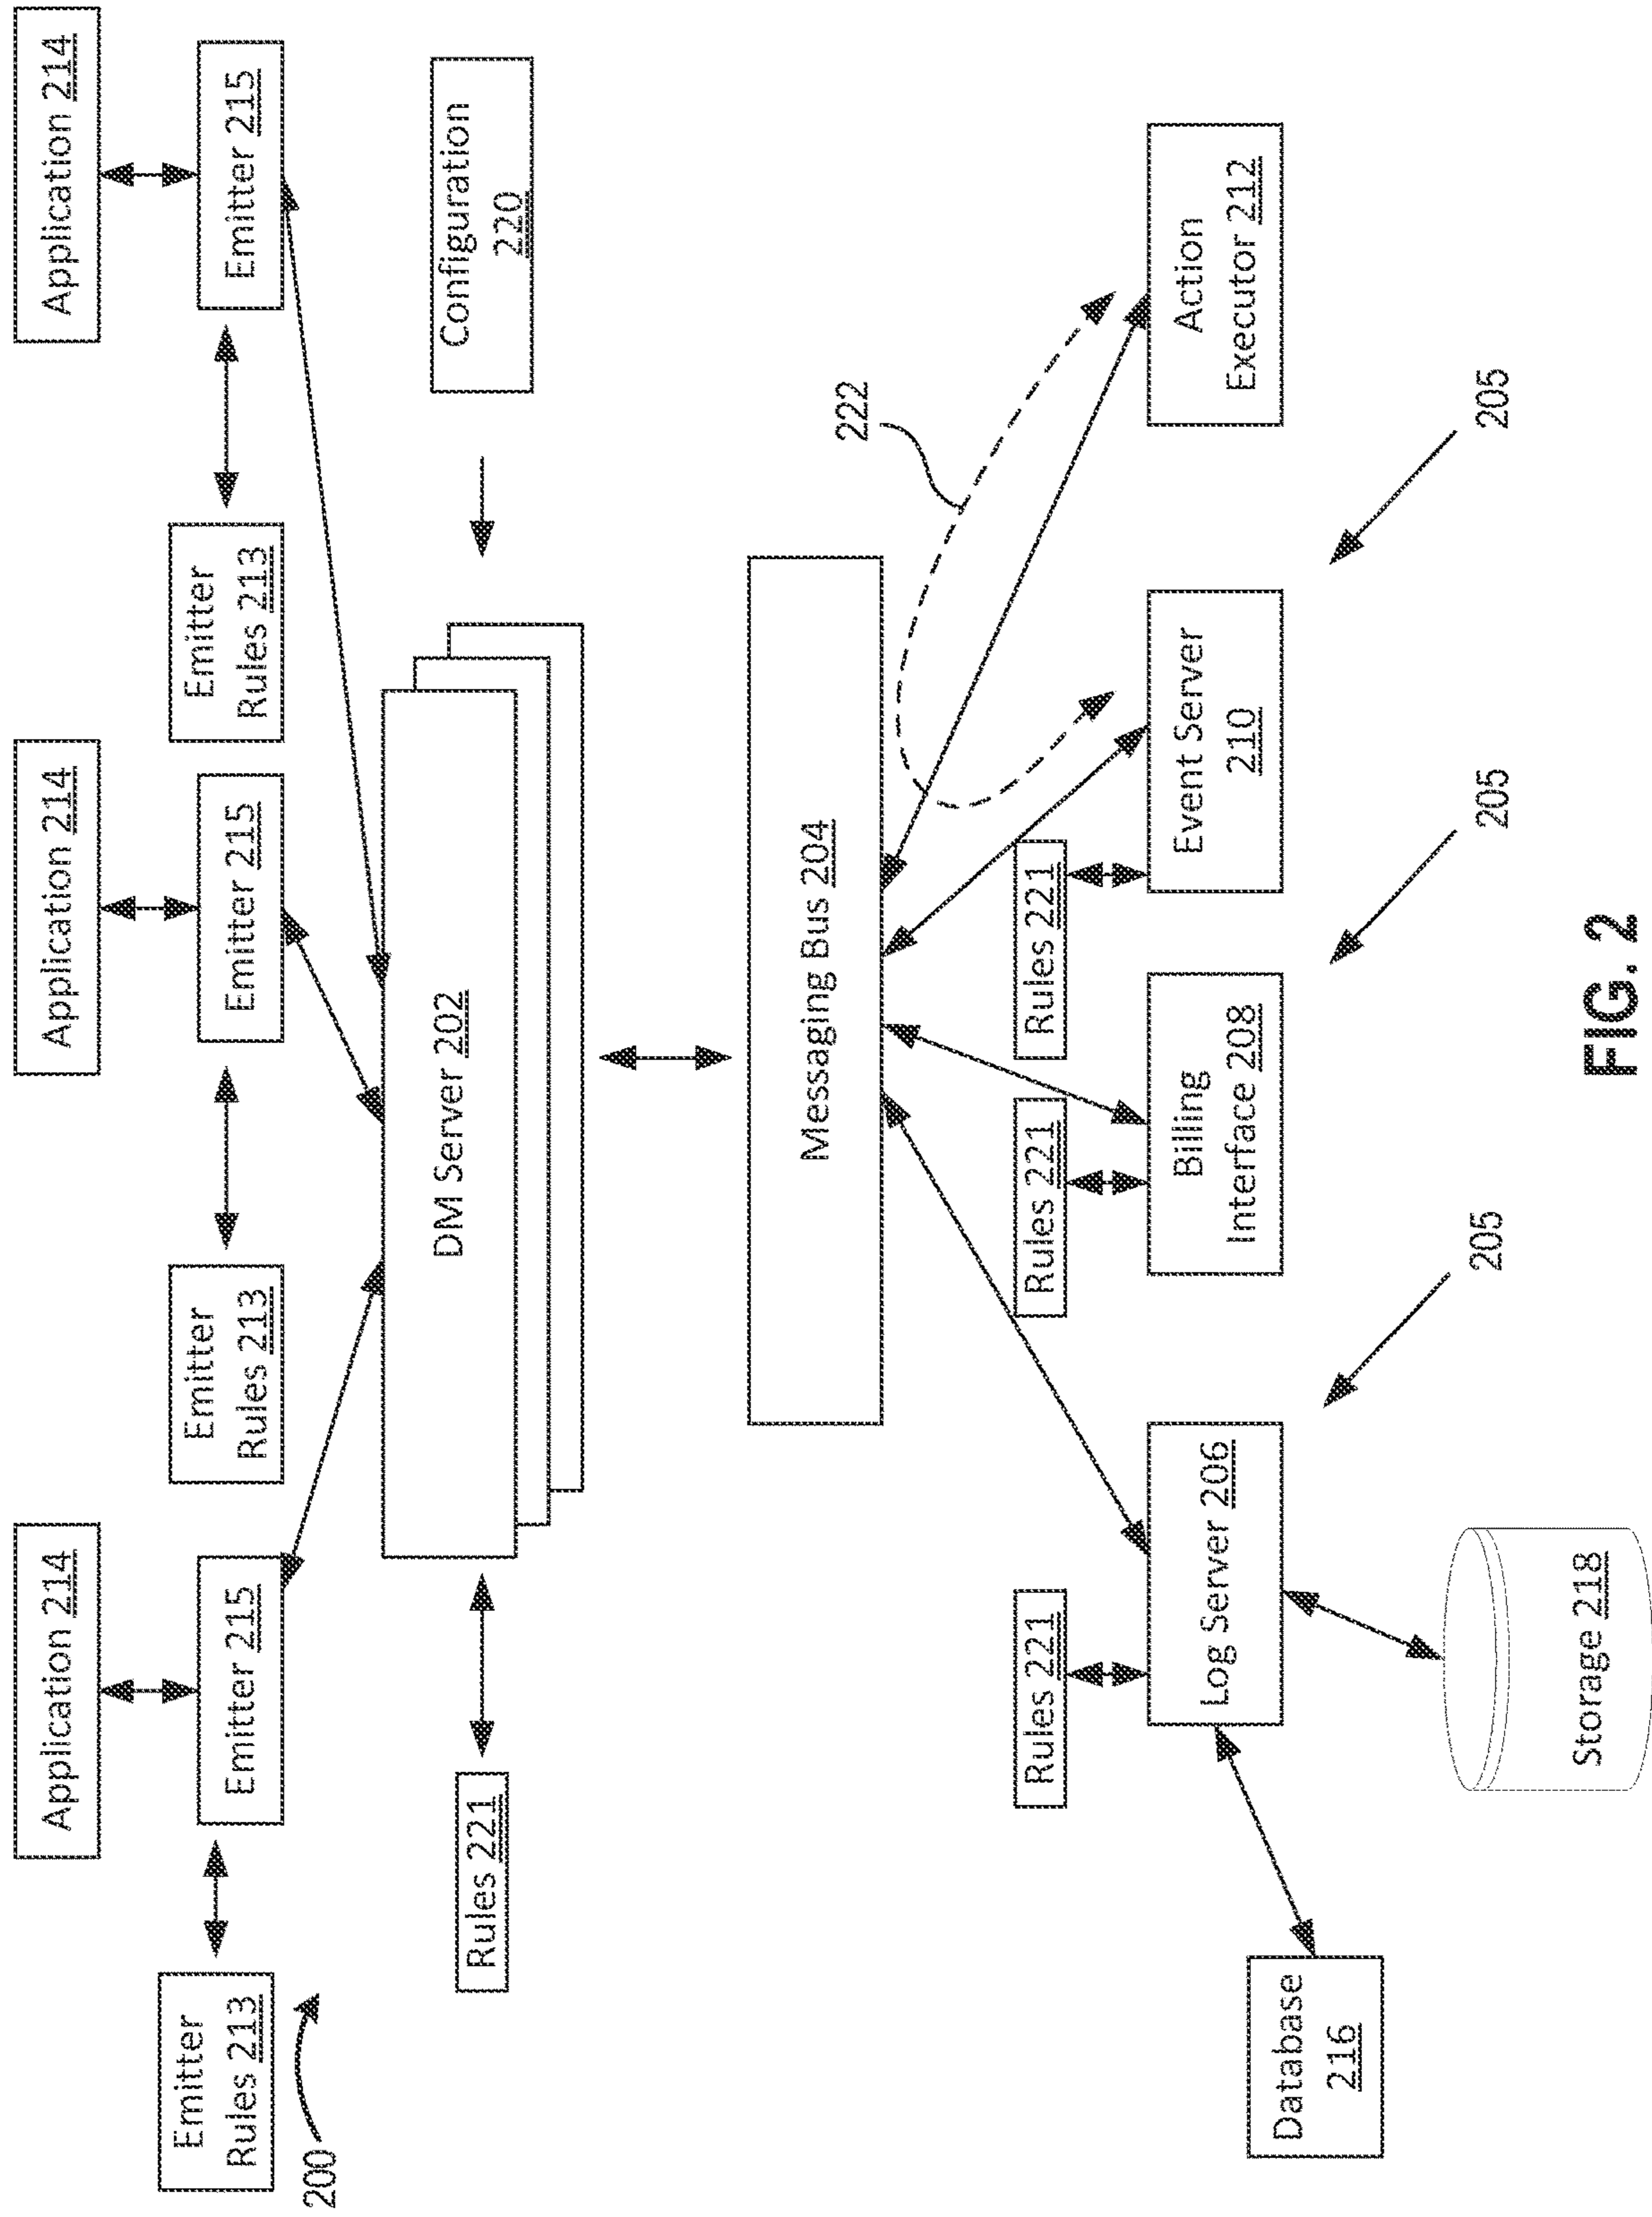 Application 214
Application 214
Application 214
Emitter
Rules 213
Emitter 215
Emitter
Rules 213
Emitter 215
Emitter
Rules 213
Emitter 215
200
Rules 221
DM Server 202
Configuration
220
Messaging Bus 204
222
Rules 221
Rules 221
Rules 221
Log Server 206
Billing
Interface 208
Event Server
210
Action
Executor 212
Database
216
205
205
205
Storage 218
FIG. 2